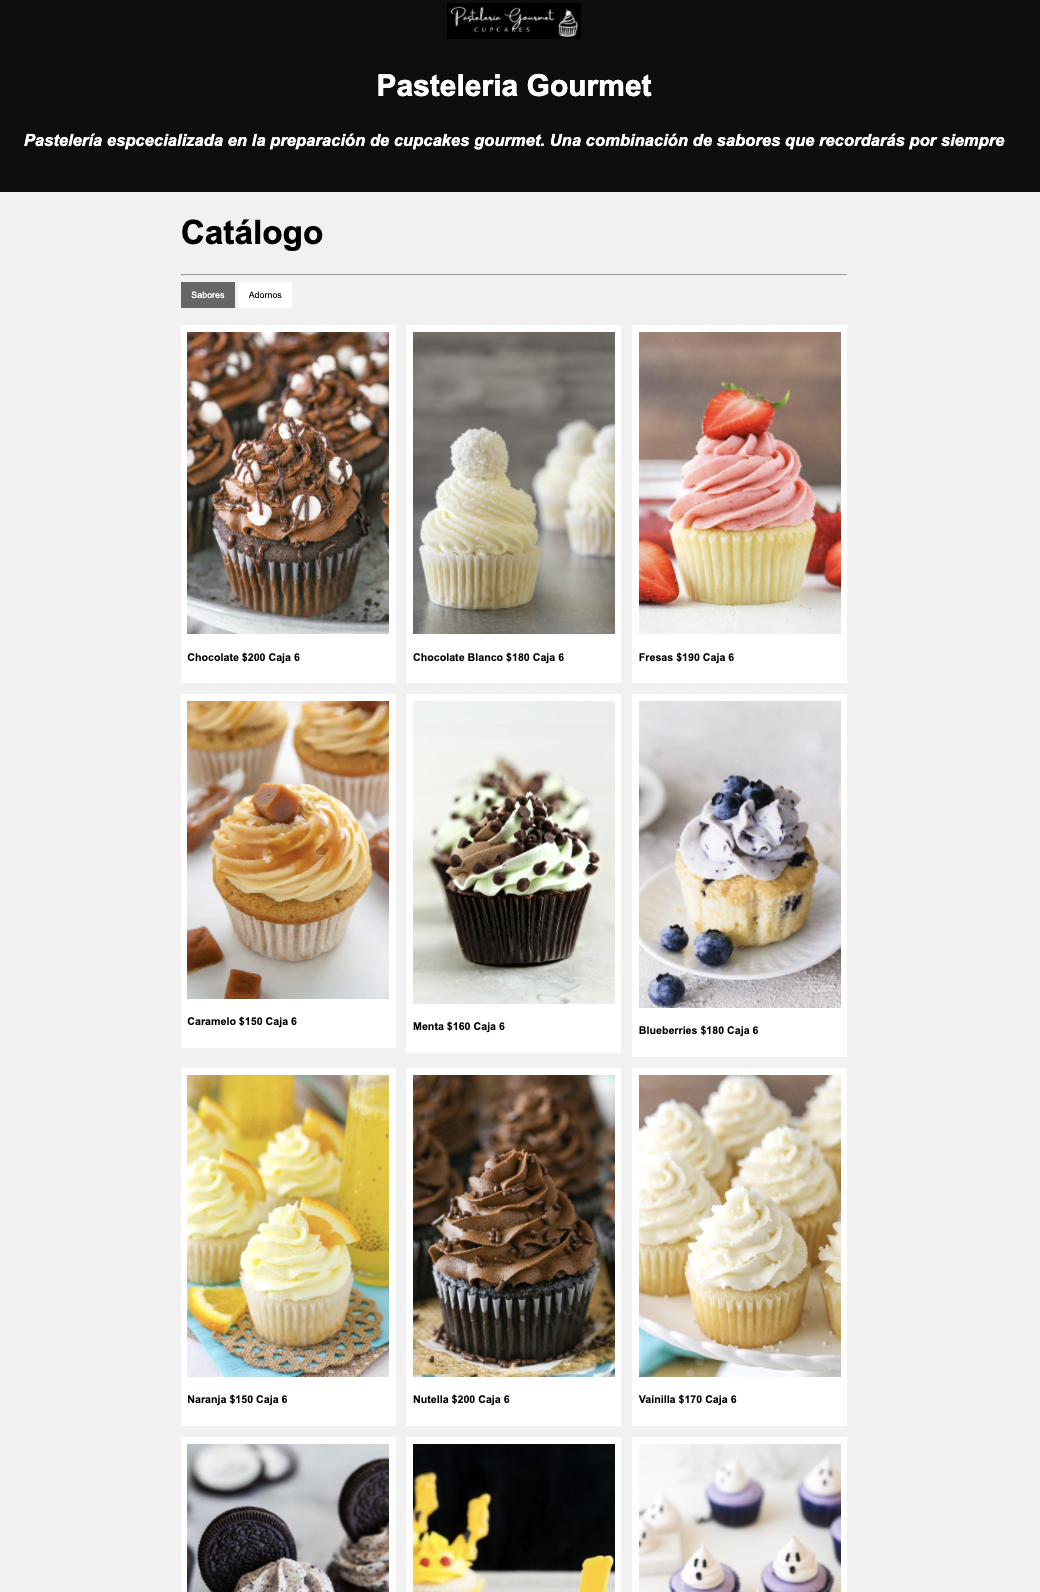 Pasteleria Gourmet
CUPCAKES
Pasteleria Gourmet
Pastelería espcecializada en la preparación de cupcakes gourmet. Una combinación de sabores que recordarás por siempre
Catálogo
Sabores Adornos
Chocolate $200 Caja 6
Chocolate Blanco $180 Caja 6
Fresas $190 Caja 6
Caramelo $150 Caja 6
Menta $160 Caja 6
Blueberries $180 Caja 6
Naranja $150 Caja 6
Nutella $200 Caja 6
Vainilla $170 Caja 6